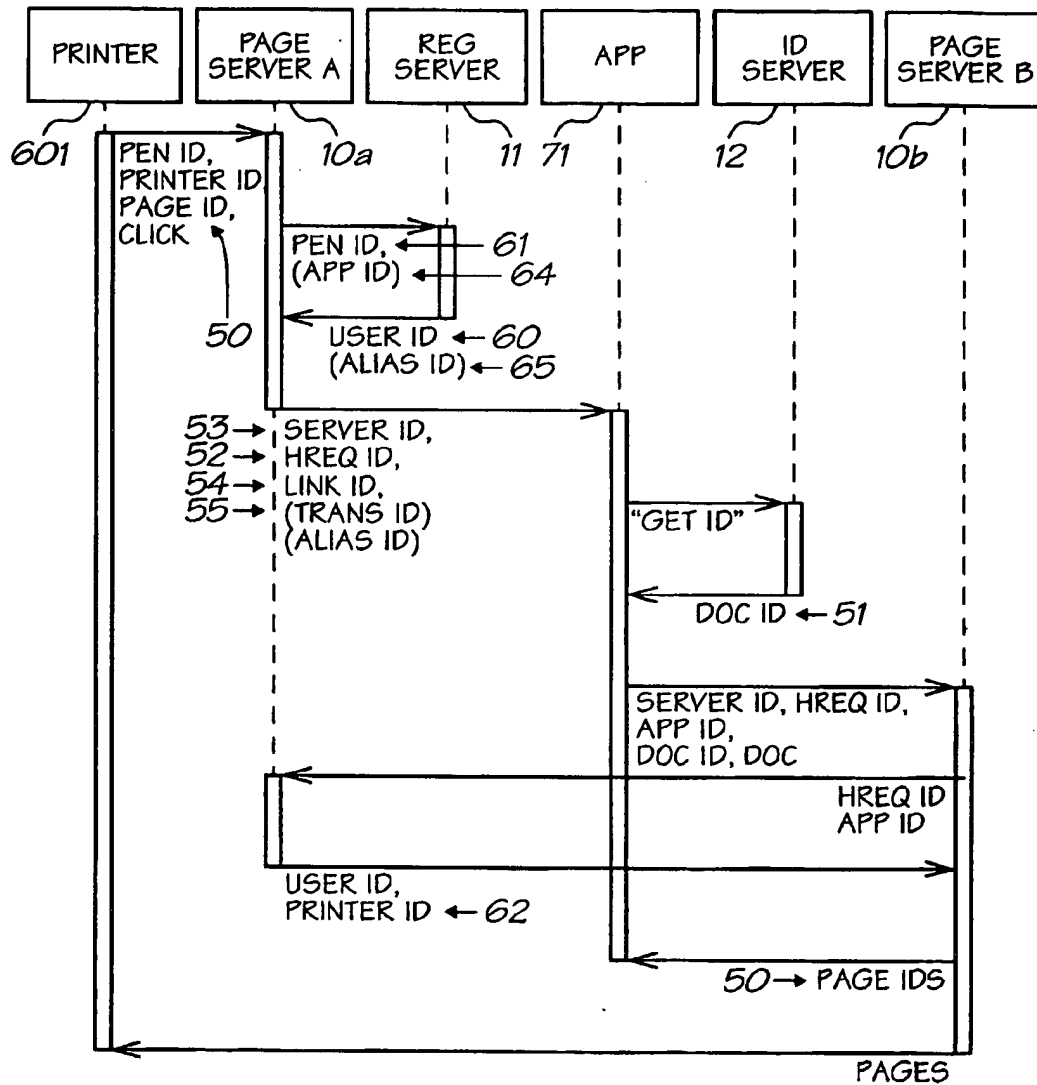 PRINTER
PAGE
SERVER A
REG
SERVER
APP
ID
SERVER
PAGE
SERVER B
601
10a
11
71
12
10b
PEN ID,
PRINTER ID
PAGE ID,
CLICK
50
PEN ID,
61
(APP ID)
64
USER ID
60
(ALIAS ID)
65
53
SERVER ID,
52
HREQ ID,
54
LINK ID,
55
(TRANS ID)
(ALIAS ID)
"GET ID"
DOC ID
51
SERVER ID, HREQ ID,
APP ID,
DOC ID, DOC
HREQ ID
APP ID
USER ID,
PRINTER ID
62
50
PAGE IDS
PAGES